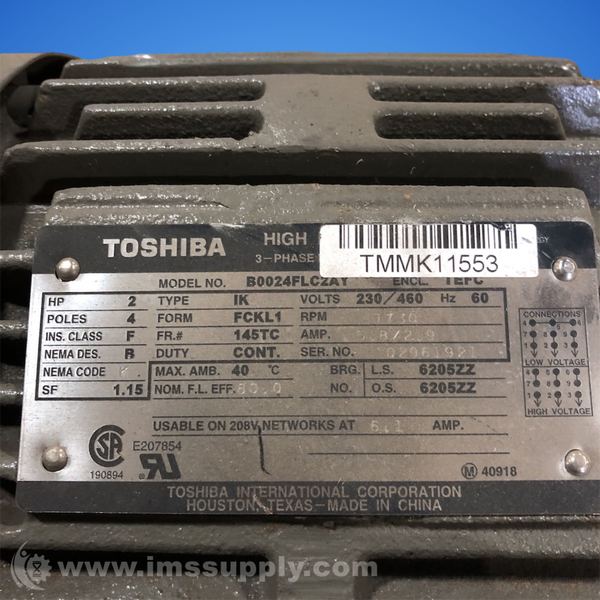 TOSHIBA HIGH
3-PHASE
TMMK11553
MODEL NO. B0024FLC2AY ENCL. TEFC
HP 2 TYPE IK VOLTS 230/460 Hz 60
POLES 4 FORM FCKL1 RPM
INS. CLASS F FR.# 145TC AMP.
NEMA DES. B DUTY CONT. SER. NO.
NEMA CODE MAX. AMB. 40 °C BRG. L.S. 6205ZZ
SF 1.15 NOM. F.L. EFF. NO. O.S. 6205ZZ
CONNECTIONS
LOW VOLTAGE
HIGH VOLTAGE
USABLE ON 208V NETWORKS AT AMP.
E207854
190894
M 40918
TOSHIBA INTERNATIONAL CORPORATION
HOUSTON, TEXAS-MADE IN CHINA
www.imssupply.com